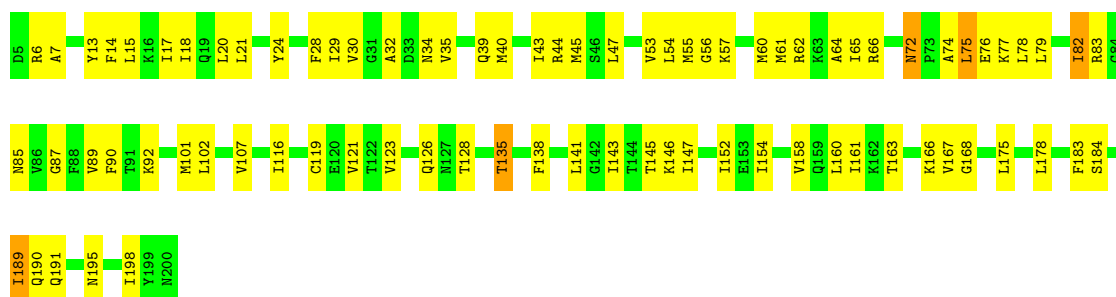 D5 R6 A7 Y13 F14 L15 K16 I17 I18 Q19 L20 L21 Y24 F28 I29 V30 G31 A32 D33 N34 V35 Q39 M40 I43 R44 M45 S46 L47 V53 L54 M55 G56 K57 M60 M61 R62 K63 A64 I65 R66 N72 P73 A74 L75 E76 K77 L78 L79 I82 R83 G84
N85 V86 G87 F88 V89 F90 T91 K92 M101 L102 V107 I116 C119 E120 V121 T122 V123 Q126 N127 T128 T135 F138 L141 G142 I143 T144 T145 K146 I147 I152 E153 I154 V158 Q159 L160 I161 K162 T163 K166 V167 G168 L175 L178 F183 S184
I189 Q190 Q191 N195 I198 Y199 N200